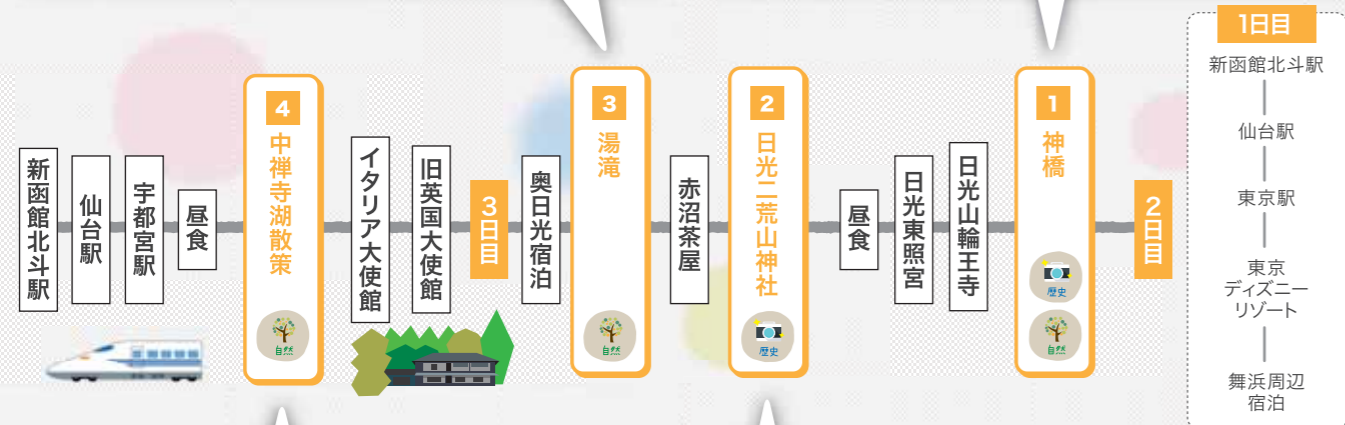 1日目
新函館北斗駅
仙台駅
東京駅
東京
ディズニー
リゾート
舞浜周辺
宿泊
2日目
1
神橋
歴史
自然
日光山輪王寺
日光東照宮
昼食
2
日光二荒山神社
歴史
赤沼茶屋
3
湯滝
自然
奥日光宿泊
3日目
旧英国大使館
イタリア大使館
4
中禅寺湖散策
自然
昼食
宇都宮駅
仙台駅
新函館北斗駅